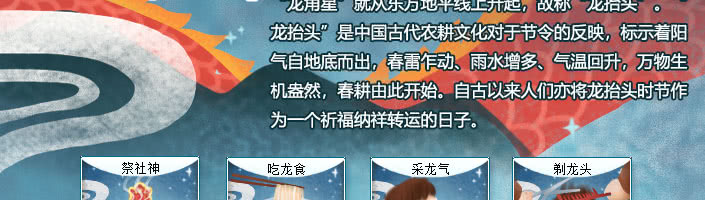 “龙角星”就从东方地平线上升起，故称“龙抬头”。
龙抬头”是中国古代农耕文化对于节令的反映，标示着阳
气自地底而出，春雷乍动、雨水增多、气温回升，万物生
机盎然，春耕由此开始。自古以来人们亦将龙抬头时节作
为一个祈福纳祥转运的日子。
祭社神
吃龙食
采龙气
剃龙头